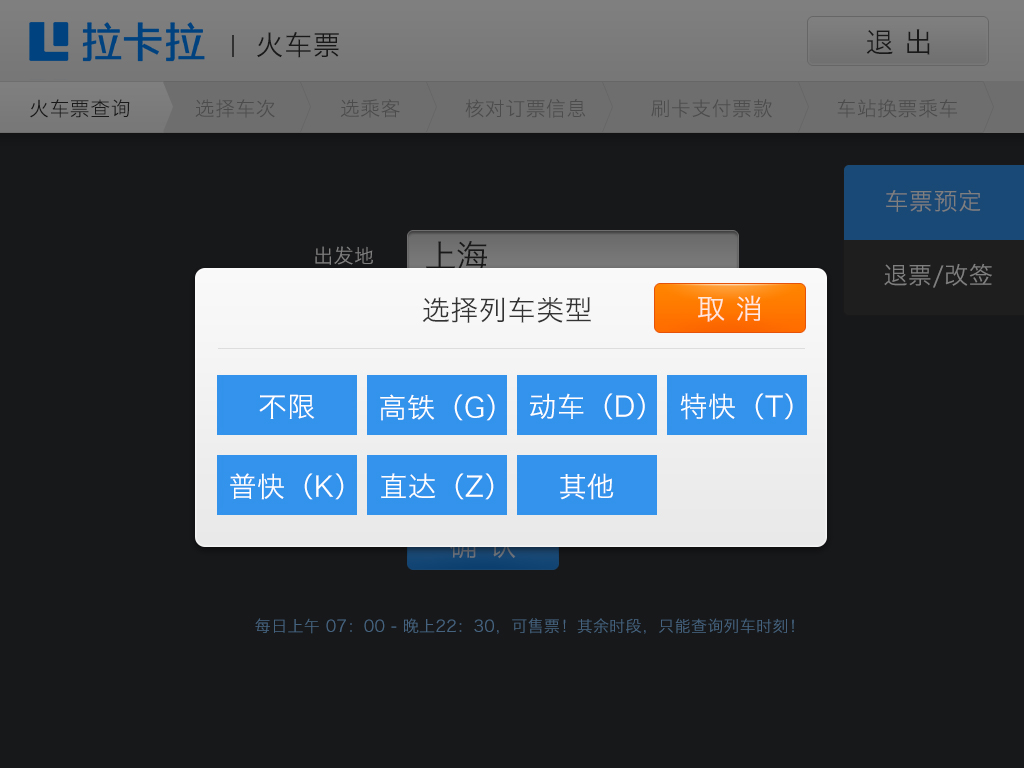 拉卡拉 | 火车票
退 出
火车票查询 选择车次 选乘客 核对订票信息 刷卡支付票款 车站换票乘车
车票预定
退票/改签
出发地 上海
选择列车类型
取 消
不限 高铁（G） 动车（D） 特快（T）
普快（K） 直达（Z） 其他
确 认
每日上午 07：00 - 晚上22：30，可售票！其余时段，只能查询列车时刻！